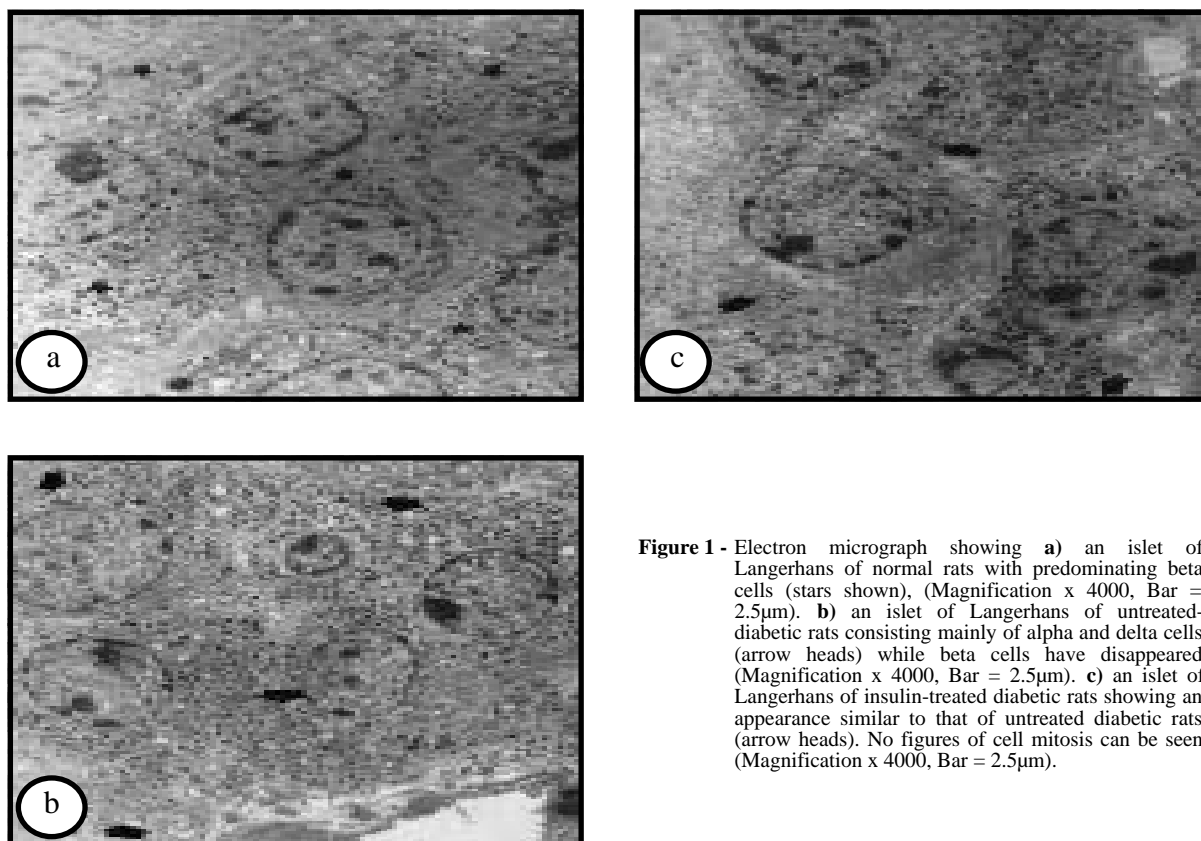 a
c
b
Figure 1 - Electron micrograph showing a) an islet of
Langerhans of normal rats with predominating beta
cells (stars shown), (Magnification x 4000, Bar =
2.5µm). b) an islet of Langerhans of untreated-
diabetic rats consisting mainly of alpha and delta cells
(arrow heads) while beta cells have disappeared
(Magnification x 4000, Bar = 2.5µm). c) an islet of
Langerhans of insulin-treated diabetic rats showing an
appearance similar to that of untreated diabetic rats
(arrow heads). No figures of cell mitosis can be seen
(Magnification x 4000, Bar = 2.5µm).